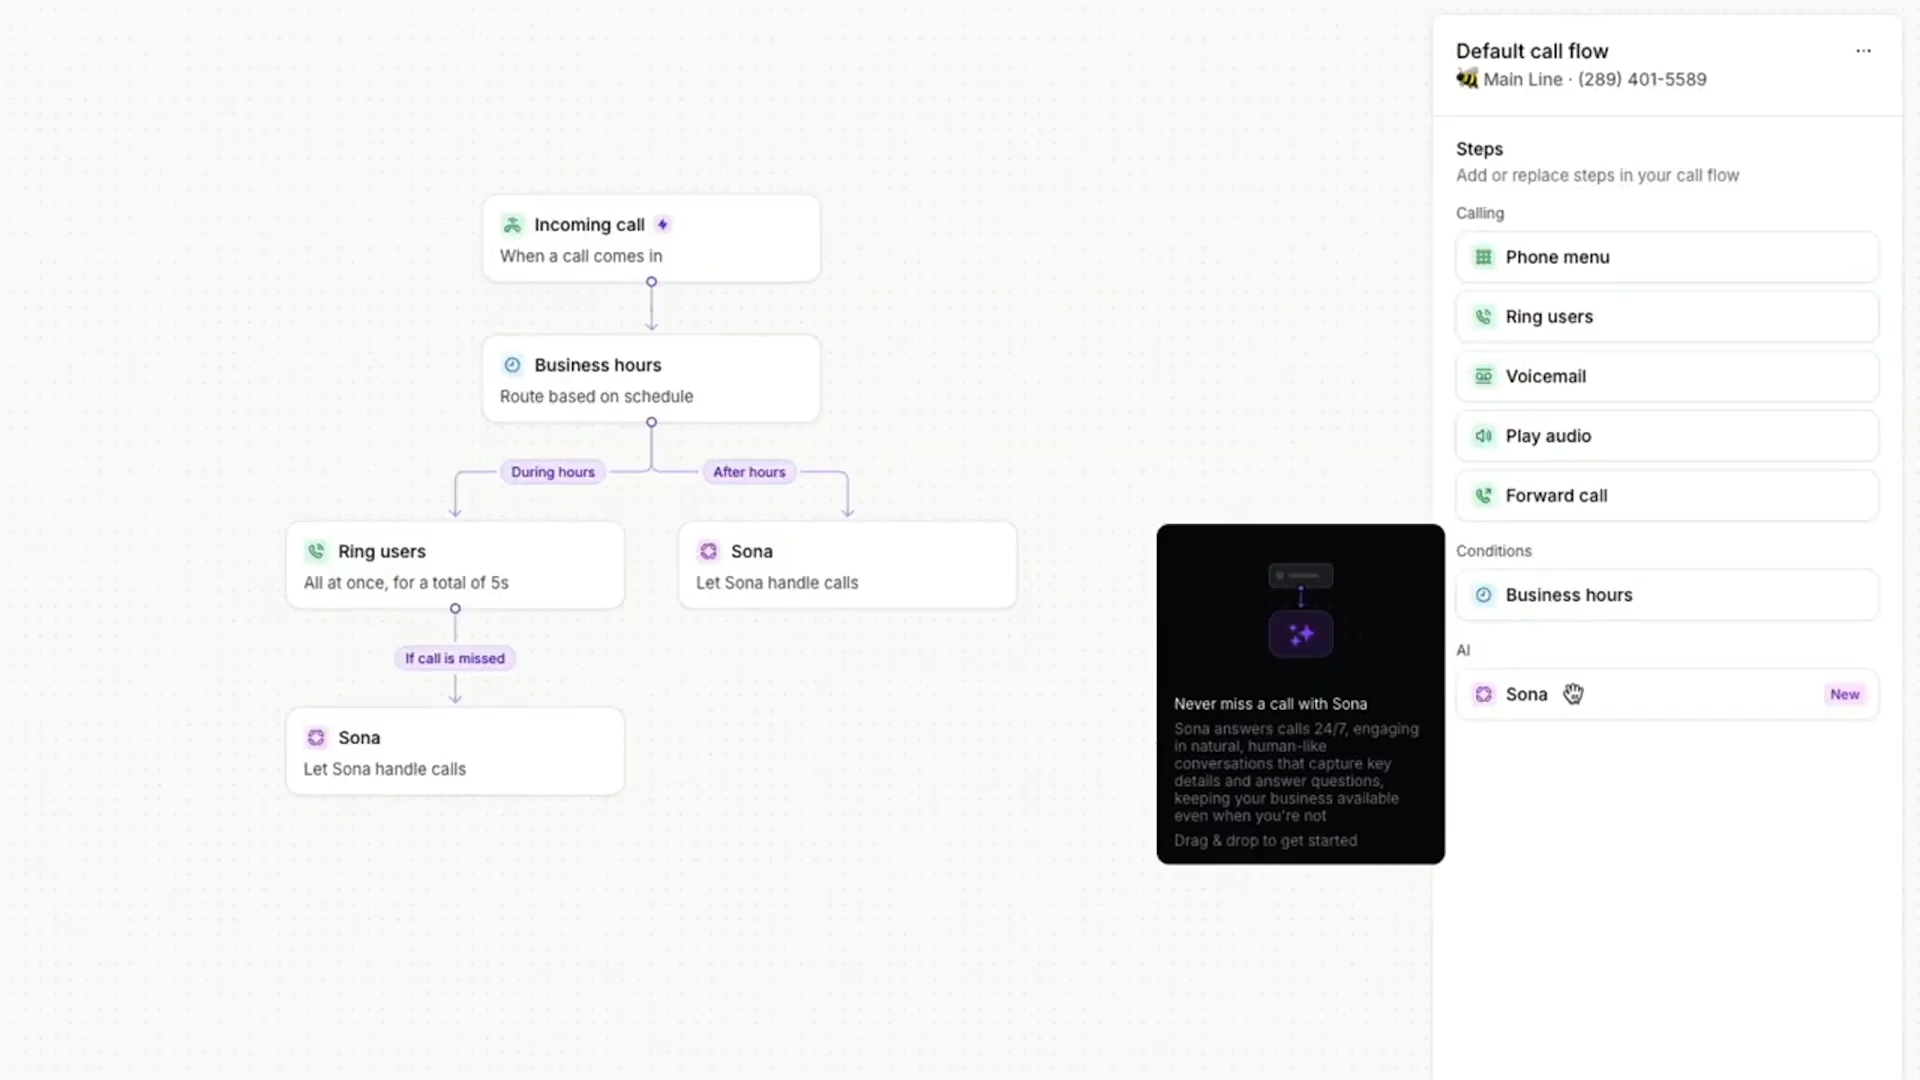 Incoming call
When a call comes in
Business hours
Route based on schedule
During hours
After hours
Ring users
All at once, for a total of 5s
Sona
Let Sona handle calls
If call is missed
Sona
Let Sona handle calls
Never miss a call with Sona
Sona answers calls 24/7, engaging
in natural, human-like
conversations that capture key
details and answer questions,
keeping your business available
even when you're not
Drag & drop to get started
Default call flow
Main Line · (289) 401-5589
Steps
Add or replace steps in your call flow
Calling
Phone menu
Ring users
Voicemail
Play audio
Forward call
Conditions
Business hours
AI
Sona
New